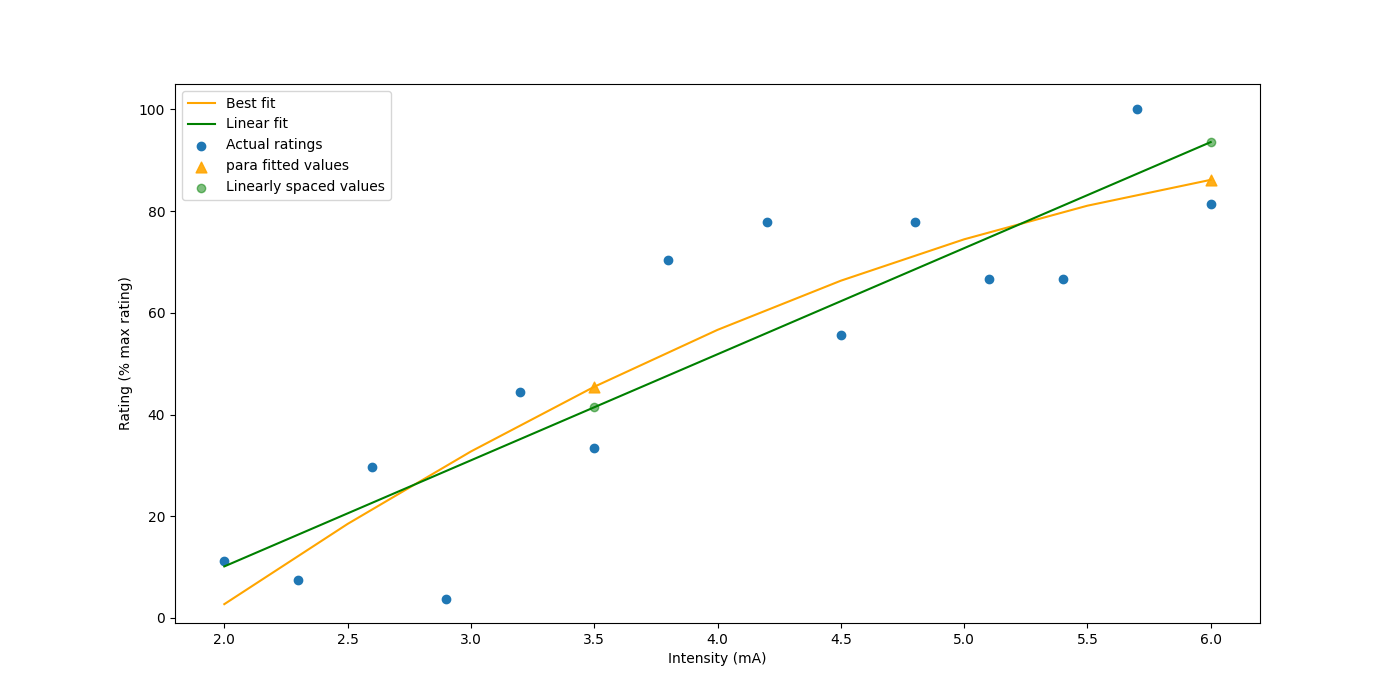 Best fit
Linear fit
Actual ratings
para fitted values
Linearly spaced values
100
80
60
40
20
0
Rating (% max rating)
2.0 2.5 3.0 3.5 4.0 4.5 5.0 5.5 6.0
Intensity (mA)